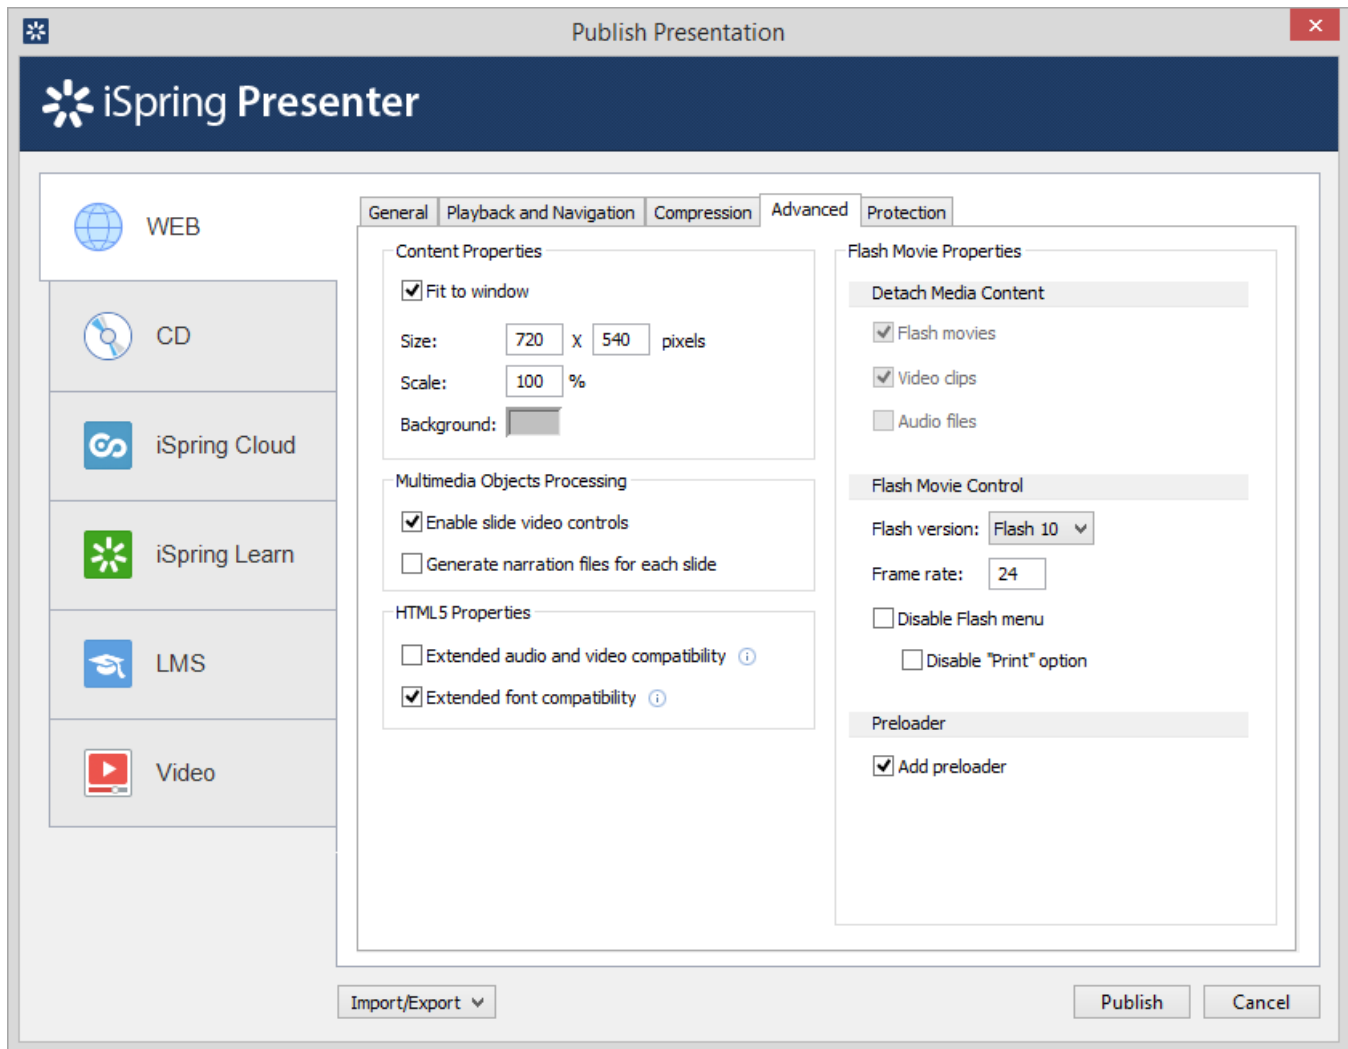 Publish Presentation
iSpring Presenter
WEB
CD
iSpring Cloud
iSpring Learn
LMS
Video
General Playback and Navigation Compression Advanced Protection
Content Properties
Fit to window
Size: 720 X 540 pixels
Scale: 100 %
Background:
Multimedia Objects Processing
Enable slide video controls
Generate narration files for each slide
HTML5 Properties
Extended audio and video compatibility
Extended font compatibility
Flash Movie Properties
Detach Media Content
Flash movies
Video clips
Audio files
Flash Movie Control
Flash version: Flash 10
Frame rate: 24
Disable Flash menu
Disable "Print" option
Preloader
Add preloader
Import/Export
Publish
Cancel